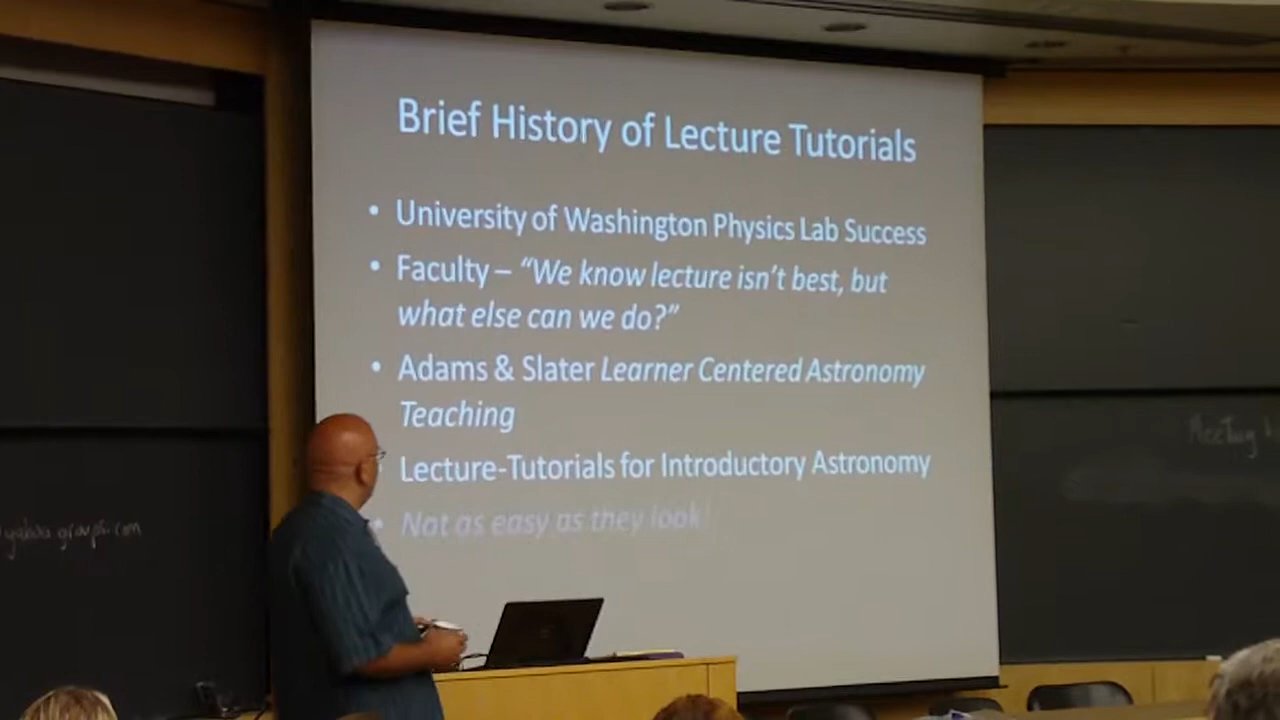 Brief History of Lecture Tutorials
• University of Washington Physics Lab Success
• Faculty – “We know lecture isn’t best, but
what else can we do?”
• Adams & Slater Learner Centered Astronomy
Teaching
Lecture-Tutorials for Introductory Astronomy
• Not as easy as they look!
Meeting